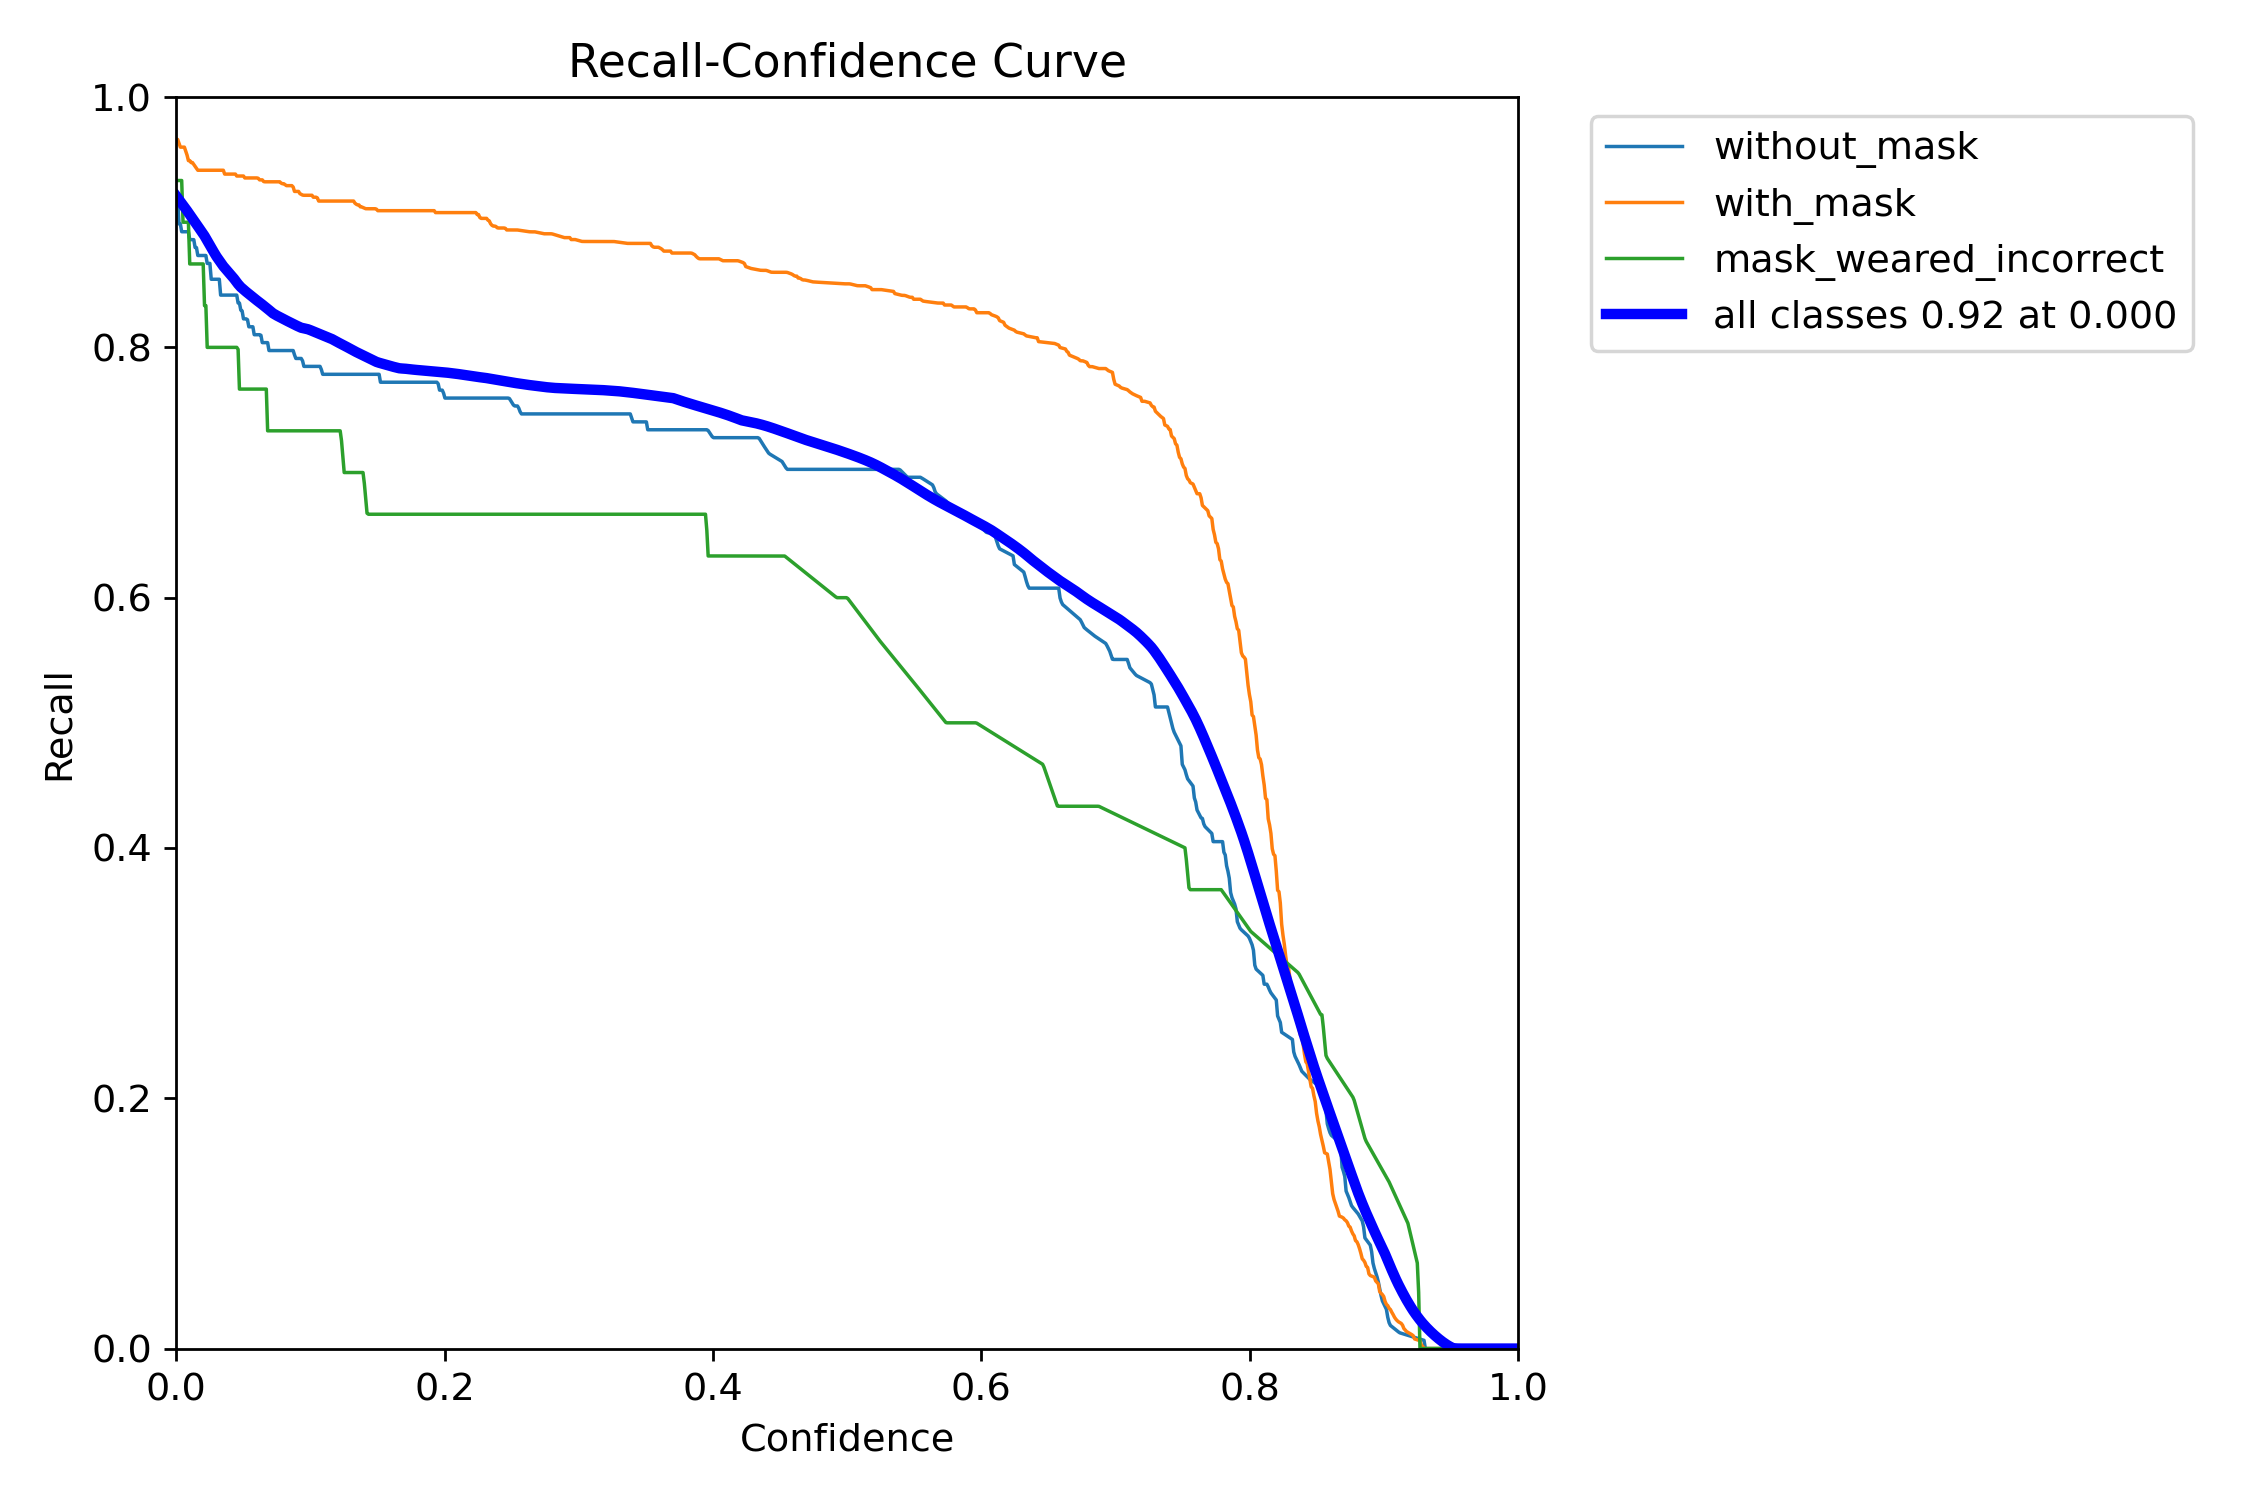 Recall-Confidence Curve
1.0
0.8
0.6
0.4
0.2
0.0
Recall
0.0 0.2 0.4 0.6 0.8 1.0
Confidence
without_mask
with_mask
mask_weared_incorrect
all classes 0.92 at 0.000